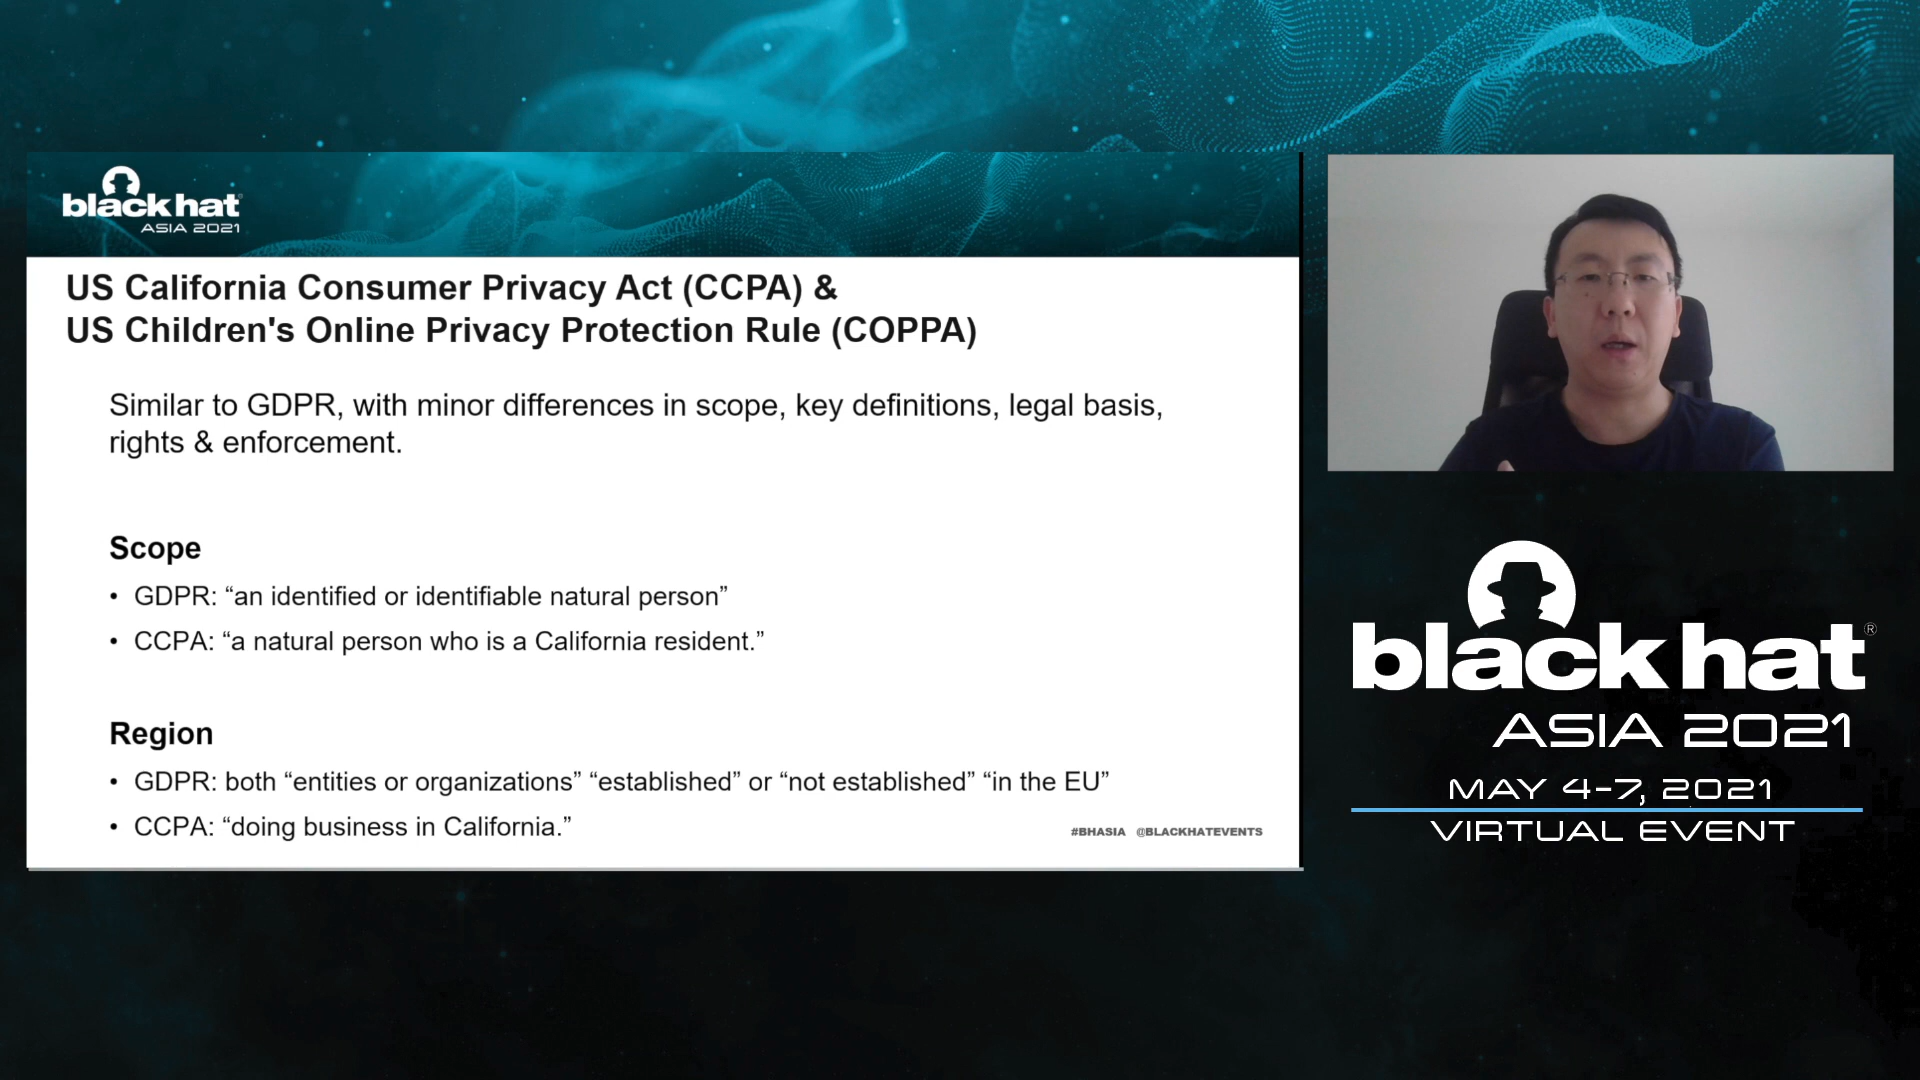 black hat
ASIA 2021
US California Consumer Privacy Act (CCPA) &
US Children's Online Privacy Protection Rule (COPPA)
Similar to GDPR, with minor differences in scope, key definitions, legal basis,
rights & enforcement.
Scope
• GDPR: “an identified or identifiable natural person”
• CCPA: “a natural person who is a California resident.”
Region
• GDPR: both “entities or organizations” “established” or “not established” “in the EU”
• CCPA: “doing business in California.”
#BHASIA @BLACKHATEVENTS
black hat®
ASIA 2021
MAY 4-7, 2021
VIRTUAL EVENT